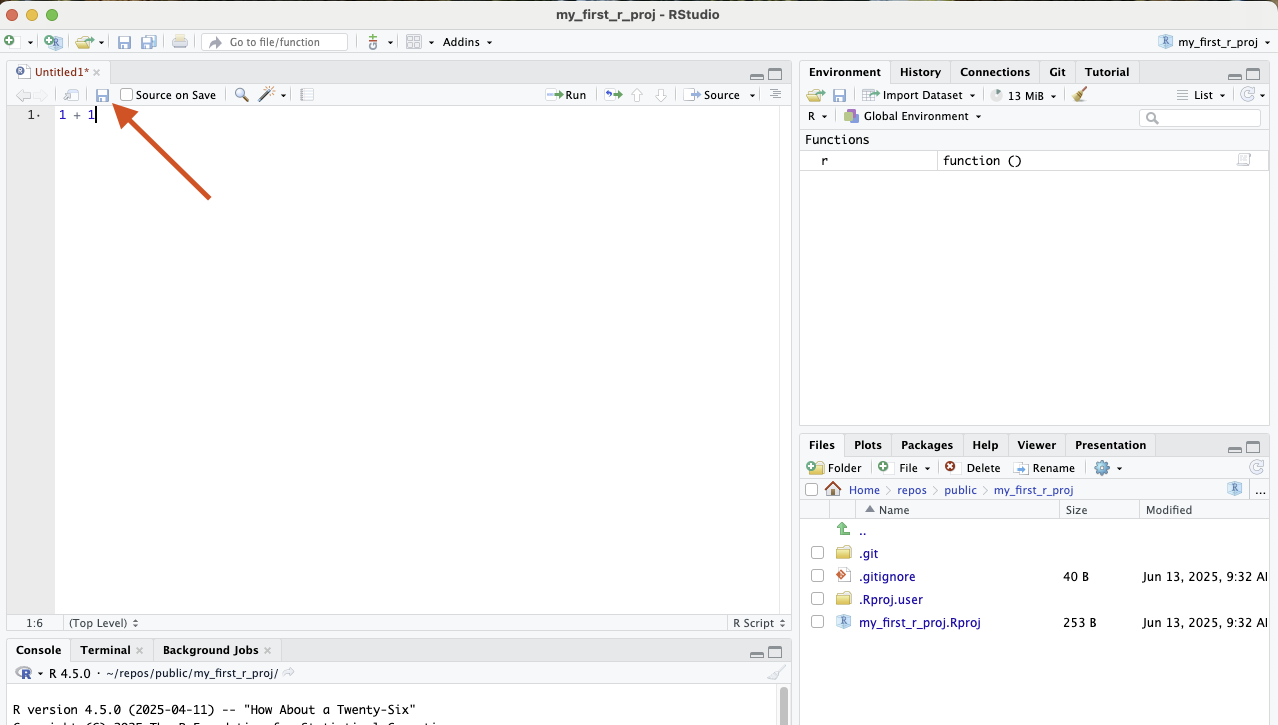 my_first_r_proj - RStudio
Go to file/function
Addins
my_first_r_proj
Untitled1*
Source on Save
Run
Source
1
1 + 1
1:6
(Top Level)
R Script
Console
Terminal
Background Jobs
R 4.5.0 · ~/repos/public/my_first_r_proj/
R version 4.5.0 (2025-04-11) -- "How About a Twenty-Six"
Environment
History
Connections
Git
Tutorial
Import Dataset
13 MiB
List
R
Global Environment
Functions
r function ()
Files
Plots
Packages
Help
Viewer
Presentation
Folder
File
Delete
Rename
Home
repos
public
my_first_r_proj
...
Name Size Modified
..
.git
.gitignore 40 B Jun 13, 2025, 9:32 A
.Rproj.user
my_first_r_proj.Rproj 253 B Jun 13, 2025, 9:32 A